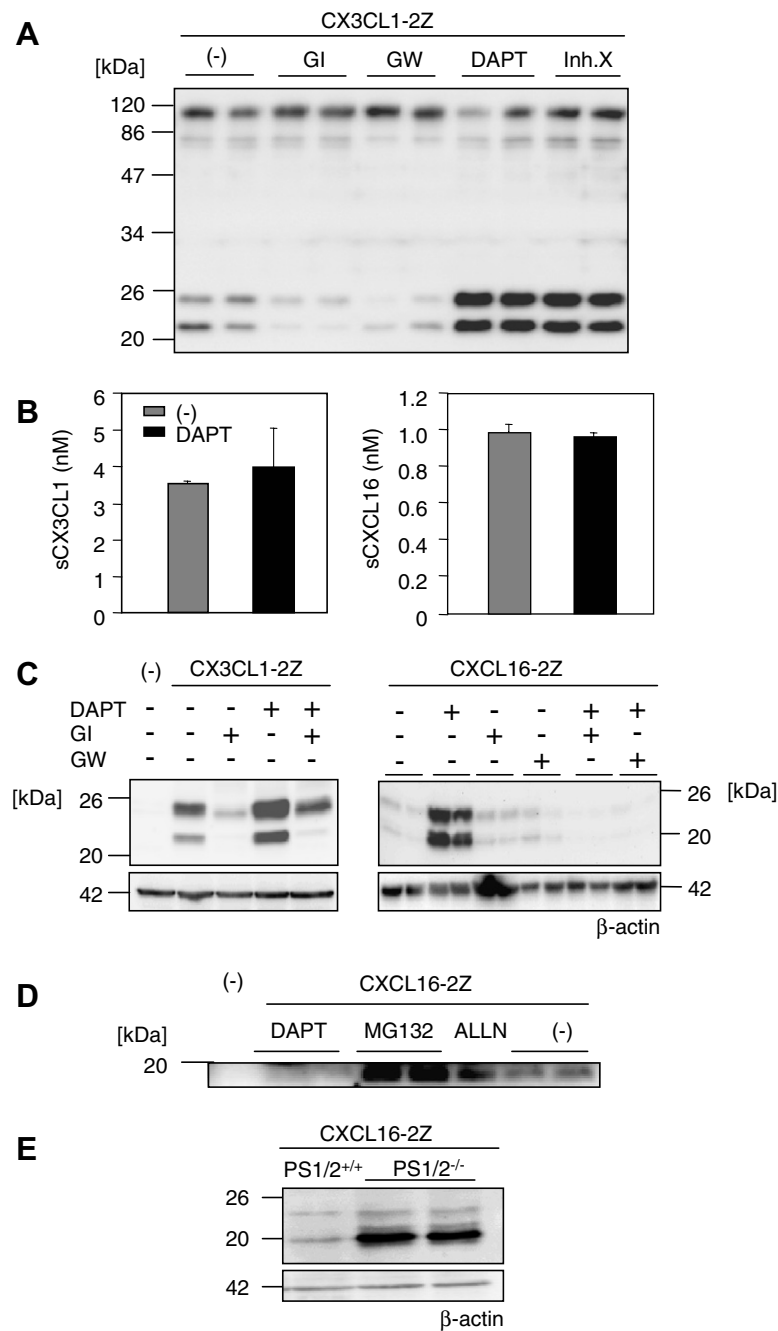 A
CX3CL1-2Z
(-) GI GW DAPT Inh.X
[kDa]
120
86
47
34
26
20
B
6
5
4
3
2
1
0
sCX3CL1 (nM)
(-)
DAPT
1.2
1.0
0.8
0.6
0.4
0.2
0
sCXCL16 (nM)
C
(-) CX3CL1-2Z CXCL16-2Z
DAPT - - - + + - + - - + +
GI - - + - + - - + - + -
GW - - - - - - - - + - +
[kDa] 26 26 [kDa]
20 20
42 42
β-actin
D
(-) CXCL16-2Z
DAPT MG132 ALLN (-)
[kDa]
20
E
CXCL16-2Z
PS1/2+/+ PS1/2-/-
26
20
42
β-actin